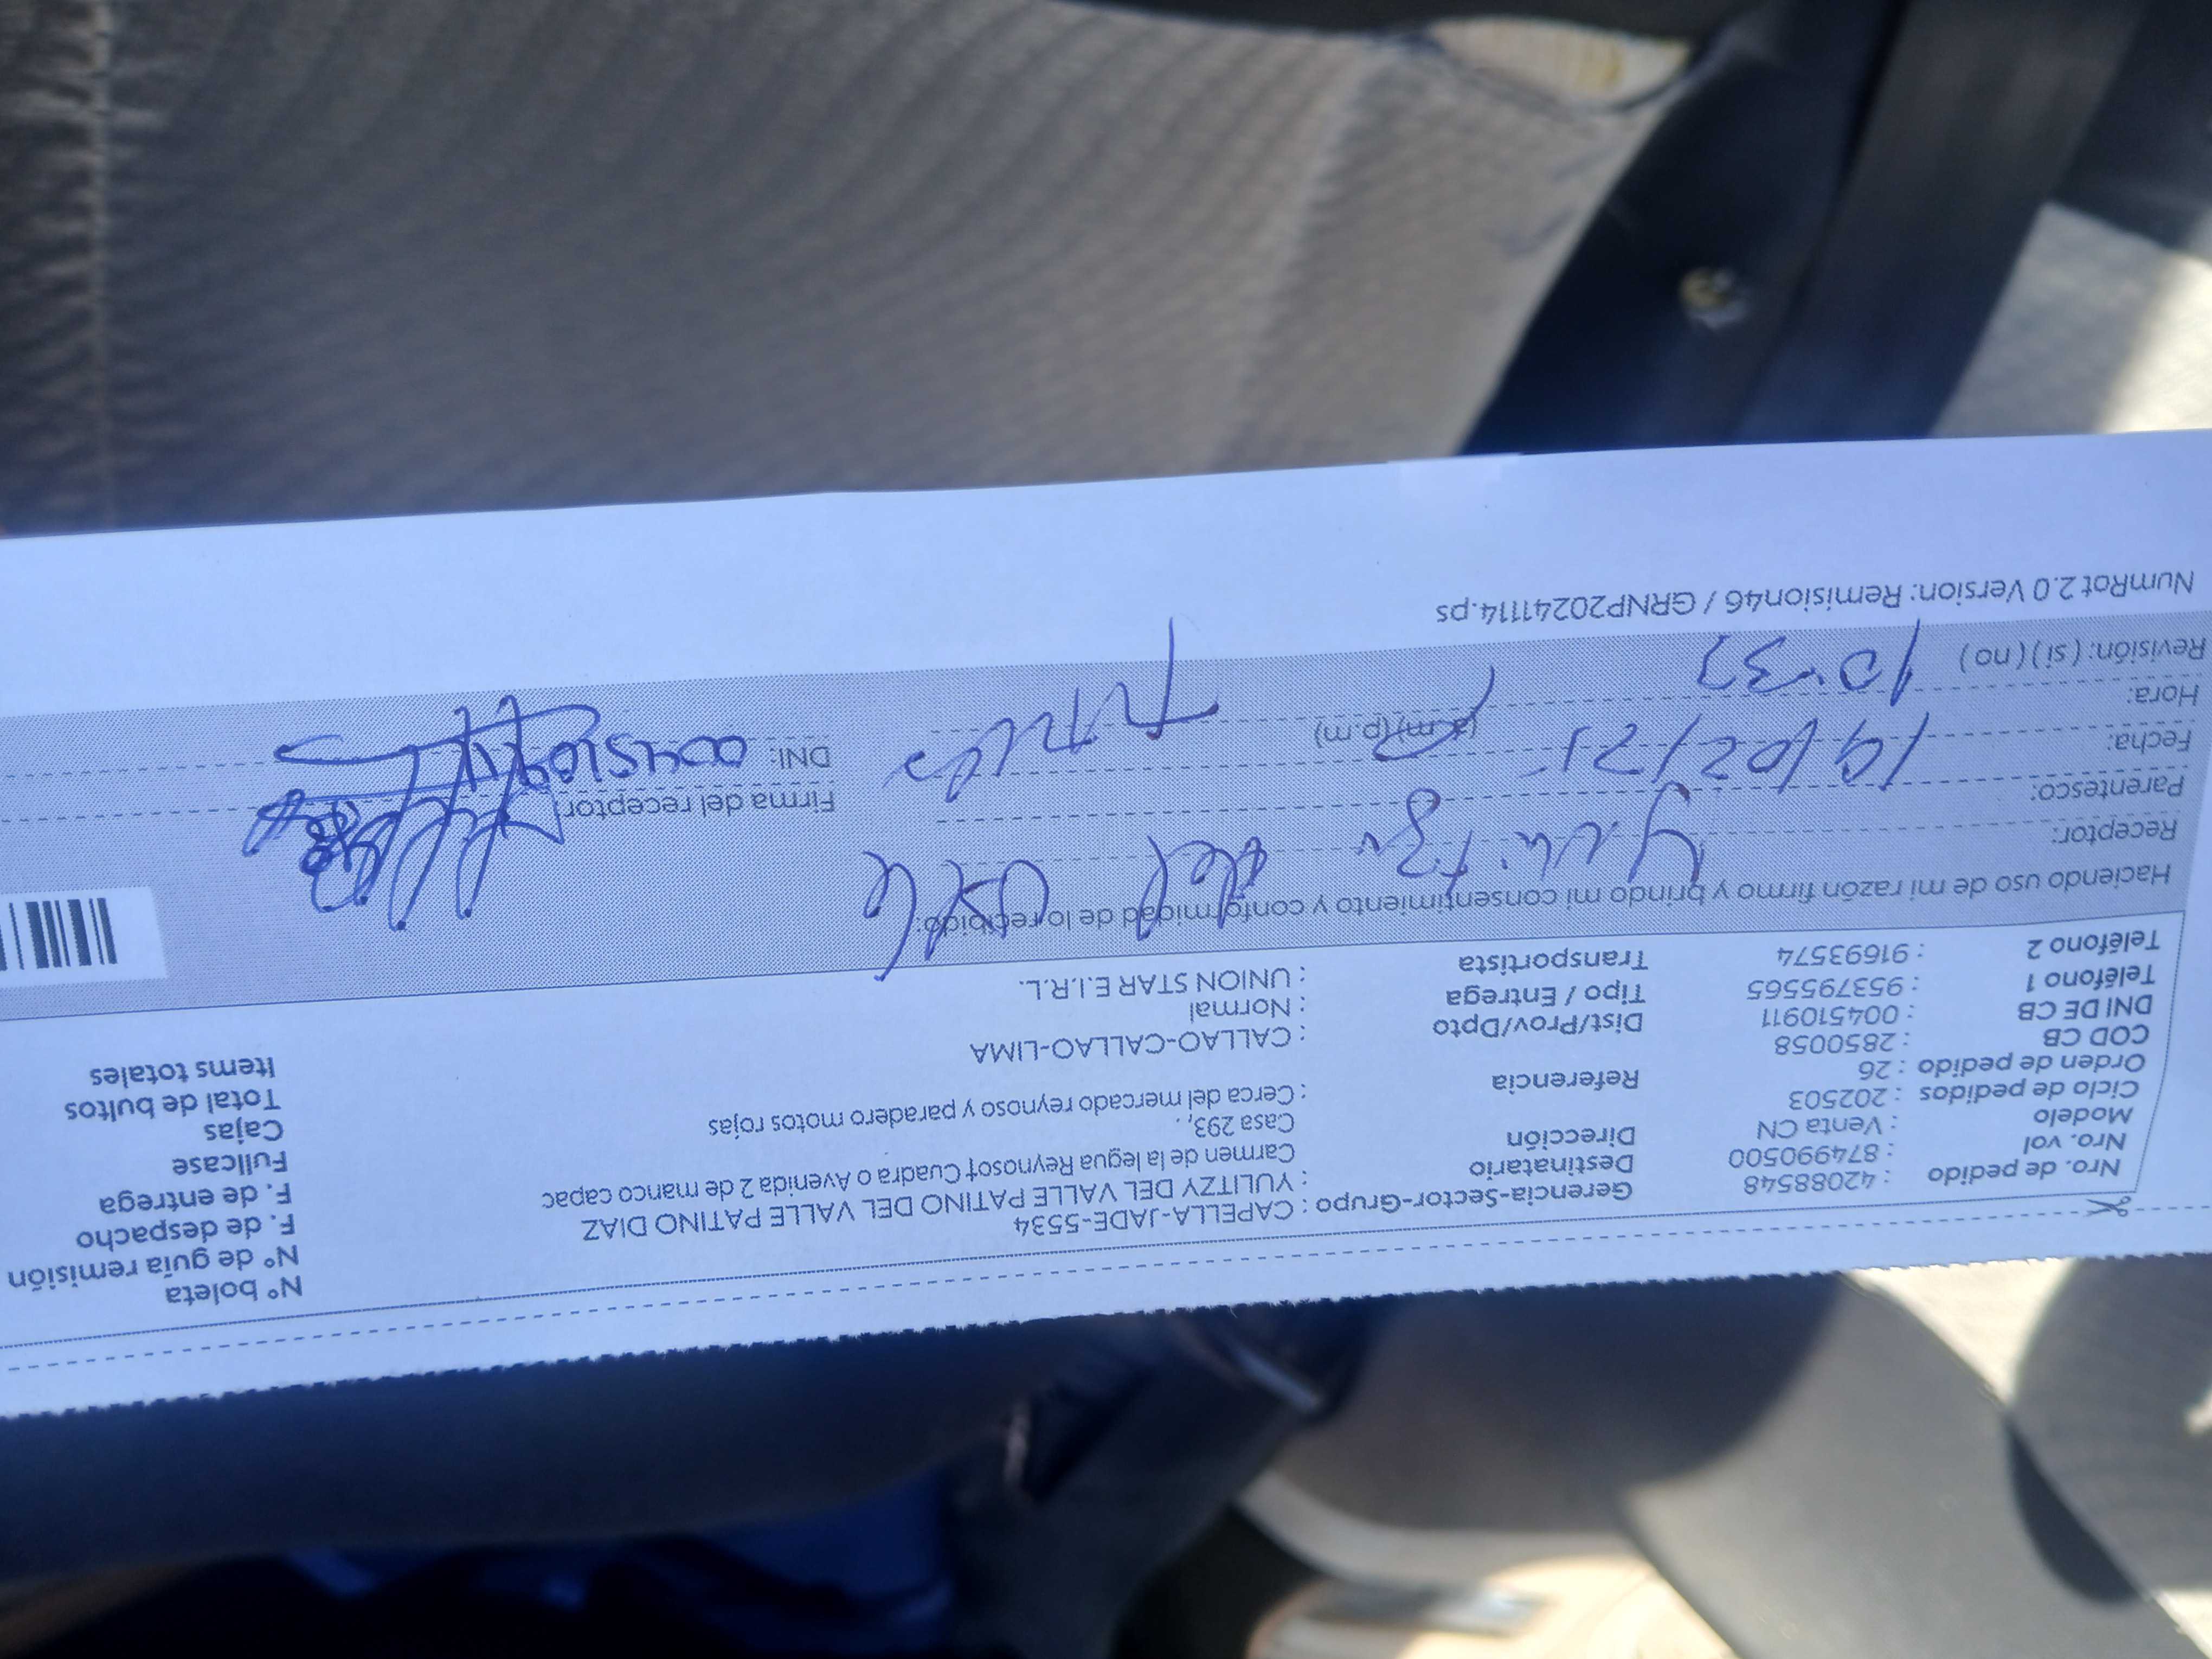 Nº boleta
Nº de guía remisión
F. de despacho
F. de entrega
Fullcase
Cajas
Total de bultos
Items totales
Nro. de pedido : 42088548
Nro. vol : 874990500
Modelo : Venta CN
Ciclo de pedidos : 202503
Orden de pedido : 26
COD CB : 2850058
DNI DE CB : 004510911
Teléfono 1 : 953795565
Teléfono 2 : 91693574
Gerencia-Sector-Grupo : CAPELLA-JADE-5534
Destinatario : YULITZY DEL VALLE PATINO DEL VALLE PATINO DIAZ
Dirección Carmen de la legua Reynosof Cuadra o Avenida 2 de manco capac
Casa 293, .
Referencia : Cerca del mercado reynoso y paradero motos rojas
Dist/Prov/Dpto : CALLAO-CALLAO-LIMA
Tipo / Entrega : Normal
Transportista : UNION STAR E.I.R.L.
Haciendo uso de mi razón firmo y brindo mi consentimiento y conformidad de lo recibido:
Receptor: del Valle
Parentesco:
Fecha: 19/02/25
Hora: 10:37 (a.m)(p.m)
Revisión: (si)(no)
Firma del receptor:
DNI:
NumRot 2.0 Version: Remision46 / GRNP20241114.ps